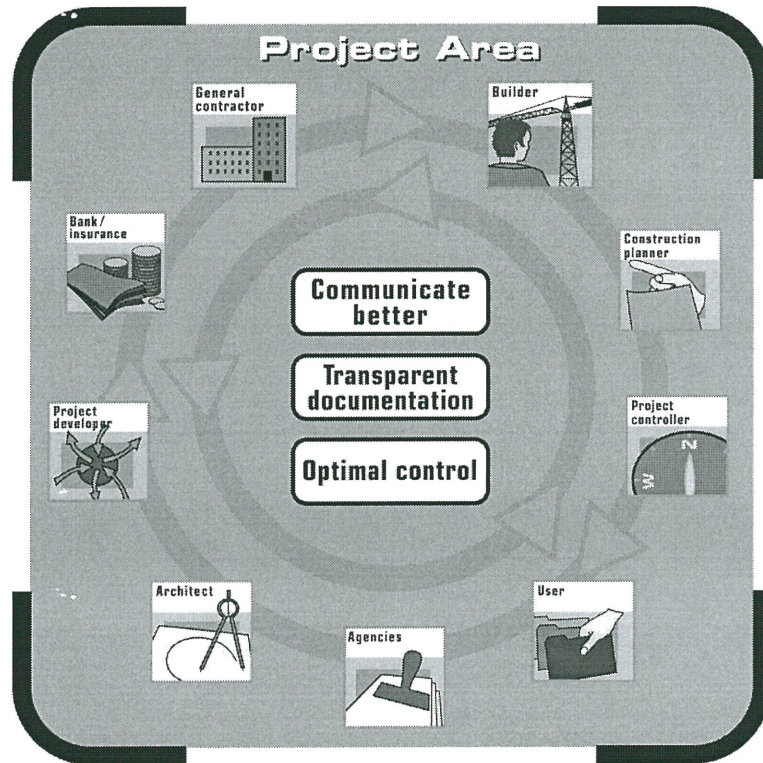 Project Area
General
contractor
Builder
Bank/
insurance
Construction
planner
Communicate
better
Transparent
documentation
Optimal control
Project
developer
Project
controller
N
W
Architect
Agencies
User